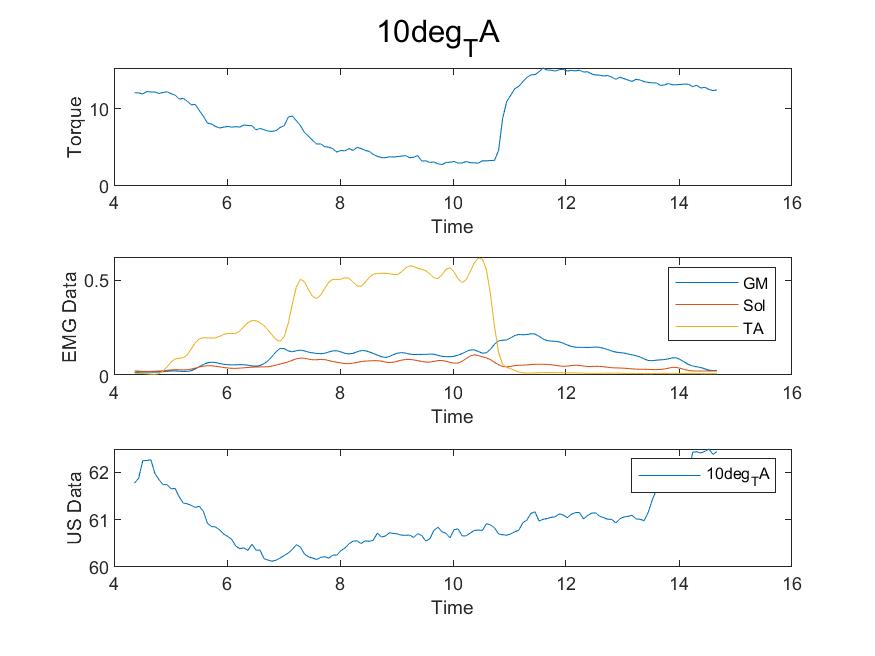 10deg_TA
Torque
10
0
4 6 8 10 12 14 16
Time
EMG Data
0.5
0
GM
Sol
TA
4 6 8 10 12 14 16
Time
US Data
62
61
60
10deg_TA
4 6 8 10 12 14 16
Time